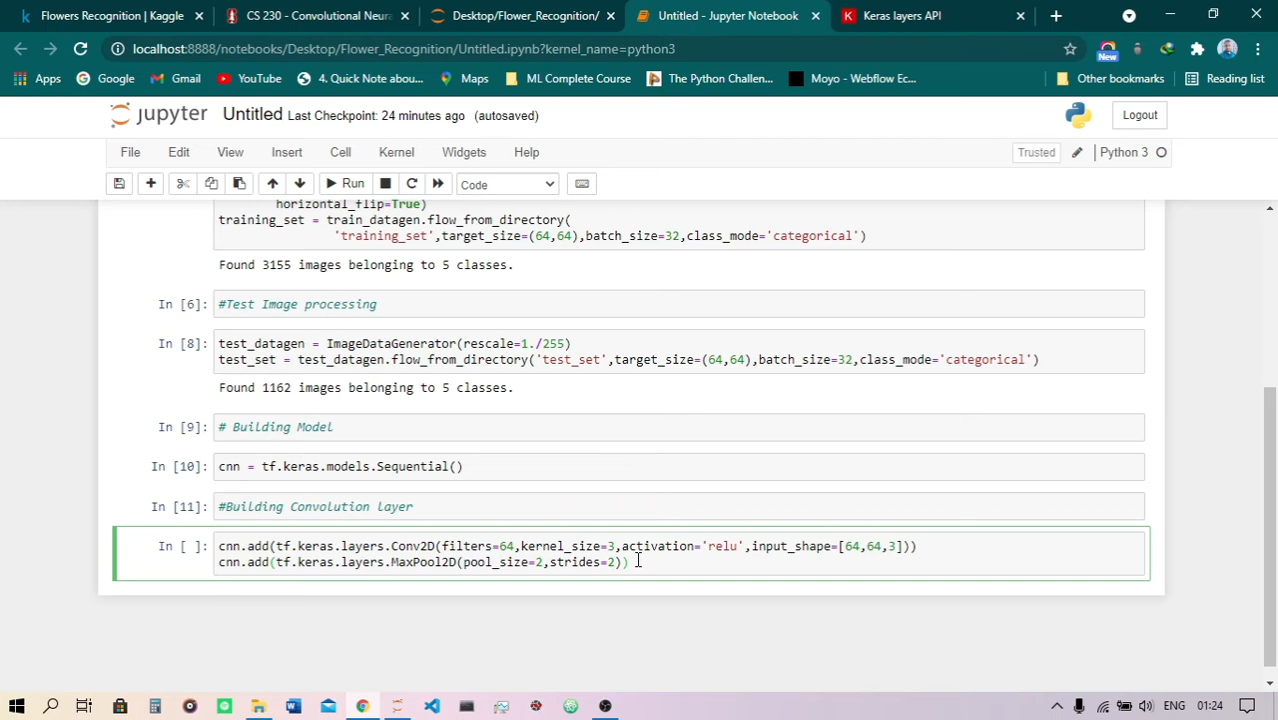 Flowers Recognition | Kaggle
CS 230 - Convolutional Neura
Desktop/Flower_Recognition/
Untitled - Jupyter Notebook
Keras layers API
localhost:8888/notebooks/Desktop/Flower_Recognition/Untitled.ipynb?kernel_name=python3
New
Apps
Google
Gmail
YouTube
4. Quick Note abou...
Maps
ML Complete Course
The Python Challen...
Moyo - Webflow Ec...
Other bookmarks
Reading list
jupyter Untitled Last Checkpoint: 24 minutes ago (autosaved)
Logout
File Edit View Insert Cell Kernel Widgets Help
Trusted
Python 3
Run
Code
horizontal_flip=True)
training_set = train_datagen.flow_from_directory(
'training_set',target_size=(64,64),batch_size=32,class_mode='categorical')
Found 3155 images belonging to 5 classes.
In [6]: #Test Image processing
In [8]: test_datagen = ImageDataGenerator(rescale=1./255)
test_set = test_datagen.flow_from_directory('test_set',target_size=(64,64),batch_size=32,class_mode='categorical')
Found 1162 images belonging to 5 classes.
In [9]: # Building Model
In [10]: cnn = tf.keras.models.Sequential()
In [11]: #Building Convolution layer
In [ ]: cnn.add(tf.keras.layers.Conv2D(filters=64,kernel_size=3,activation='relu',input_shape=[64,64,3]))
cnn.add(tf.keras.layers.MaxPool2D(pool_size=2,strides=2))
ENG
01:24